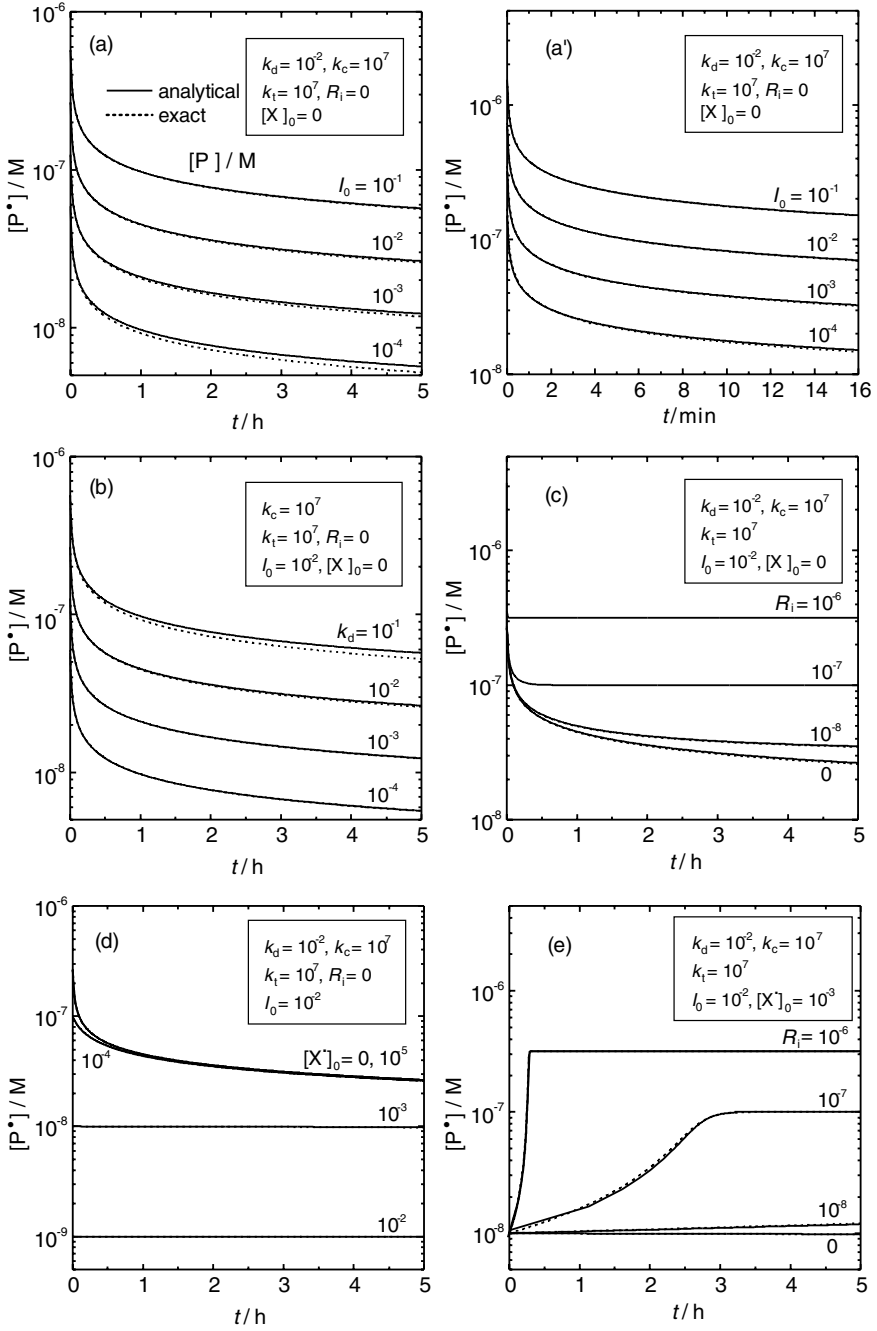 (a)
k_d = 10^-2, k_c = 10^7
k_t = 10^7, R_i = 0
[X ]_0 = 0
analytical
exact
[P ] / M
I_0 = 10^-1
10^-2
10^-3
10^-4
10^-6
10^-7
10^-8
[P•] / M
0 1 2 3 4 5
t / h
(a')
k_d = 10^-2, k_c = 10^7
k_t = 10^7, R_i = 0
[X ]_0 = 0
I_0 = 10^-1
10^-2
10^-3
10^-4
10^-6
10^-7
10^-8
[P•] / M
0 2 4 6 8 10 12 14 16
t/min
(b)
k_c = 10^7
k_t = 10^7, R_i = 0
I_0 = 10^-2, [X ]_0 = 0
k_d = 10^-1
10^-2
10^-3
10^-4
10^-6
10^-7
10^-8
[P•] / M
0 1 2 3 4 5
t / h
(c)
k_d = 10^-2, k_c = 10^7
k_t = 10^7
I_0 = 10^-2, [X ]_0 = 0
R_i = 10^-6
10^-7
10^-8
0
10^-6
10^-7
10^-8
[P•] / M
0 1 2 3 4 5
t / h
(d)
k_d = 10^-2, k_c = 10^7
k_t = 10^7, R_i = 0
I_0 = 10^-2
10^-4
[X•]_0 = 0, 10^5
10^-3
10^-2
10^-6
10^-7
10^-8
10^-9
[P•] / M
0 1 2 3 4 5
t / h
(e)
k_d = 10^-2, k_c = 10^7
k_t = 10^7
I_0 = 10^-2, [X•]_0 = 10^-3
R_i = 10^-6
10^-7
10^-8
0
10^-6
10^-7
10^-8
[P•] / M
0 1 2 3 4 5
t / h